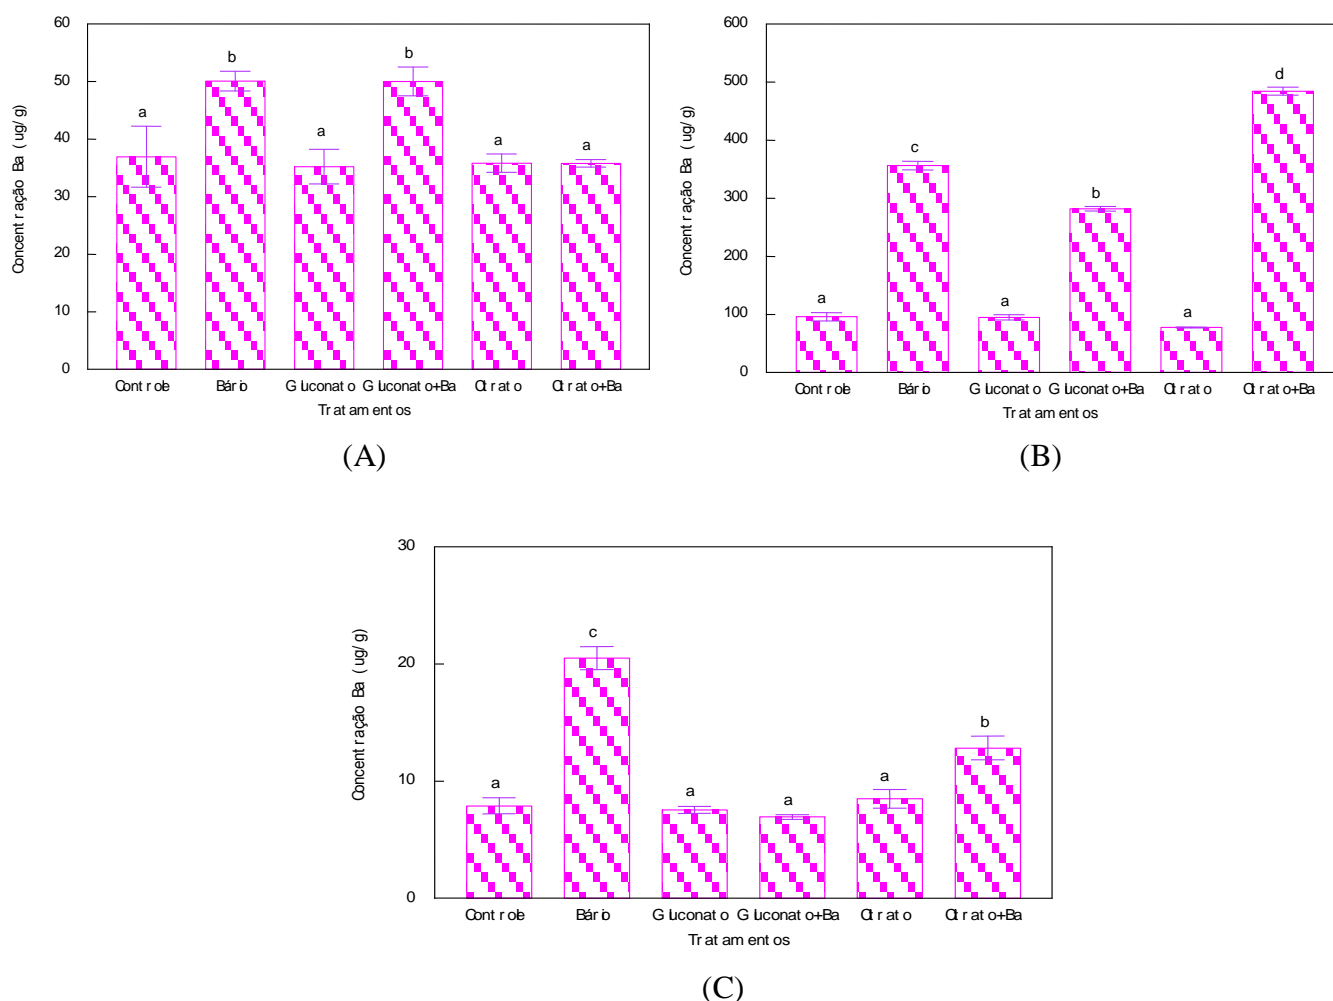 60
50
40
30
20
10
0
Concentração Ba (ug/g)
a
b
a
b
a
a
Controle Bário Gluconato Gluconato+Ba Citrato Citrato+Ba
Tratamentos
(A)
600
500
400
300
200
100
0
Concentração Ba (ug/g)
a
c
a
b
a
d
Controle Bário Gluconato Gluconato+Ba Citrato Citrato+Ba
Tratamentos
(B)
30
20
10
0
Concentração Ba (ug/g)
a
c
a
a
a
b
Controle Bário Gluconato Gluconato+Ba Citrato Citrato+Ba
Tratamentos
(C)